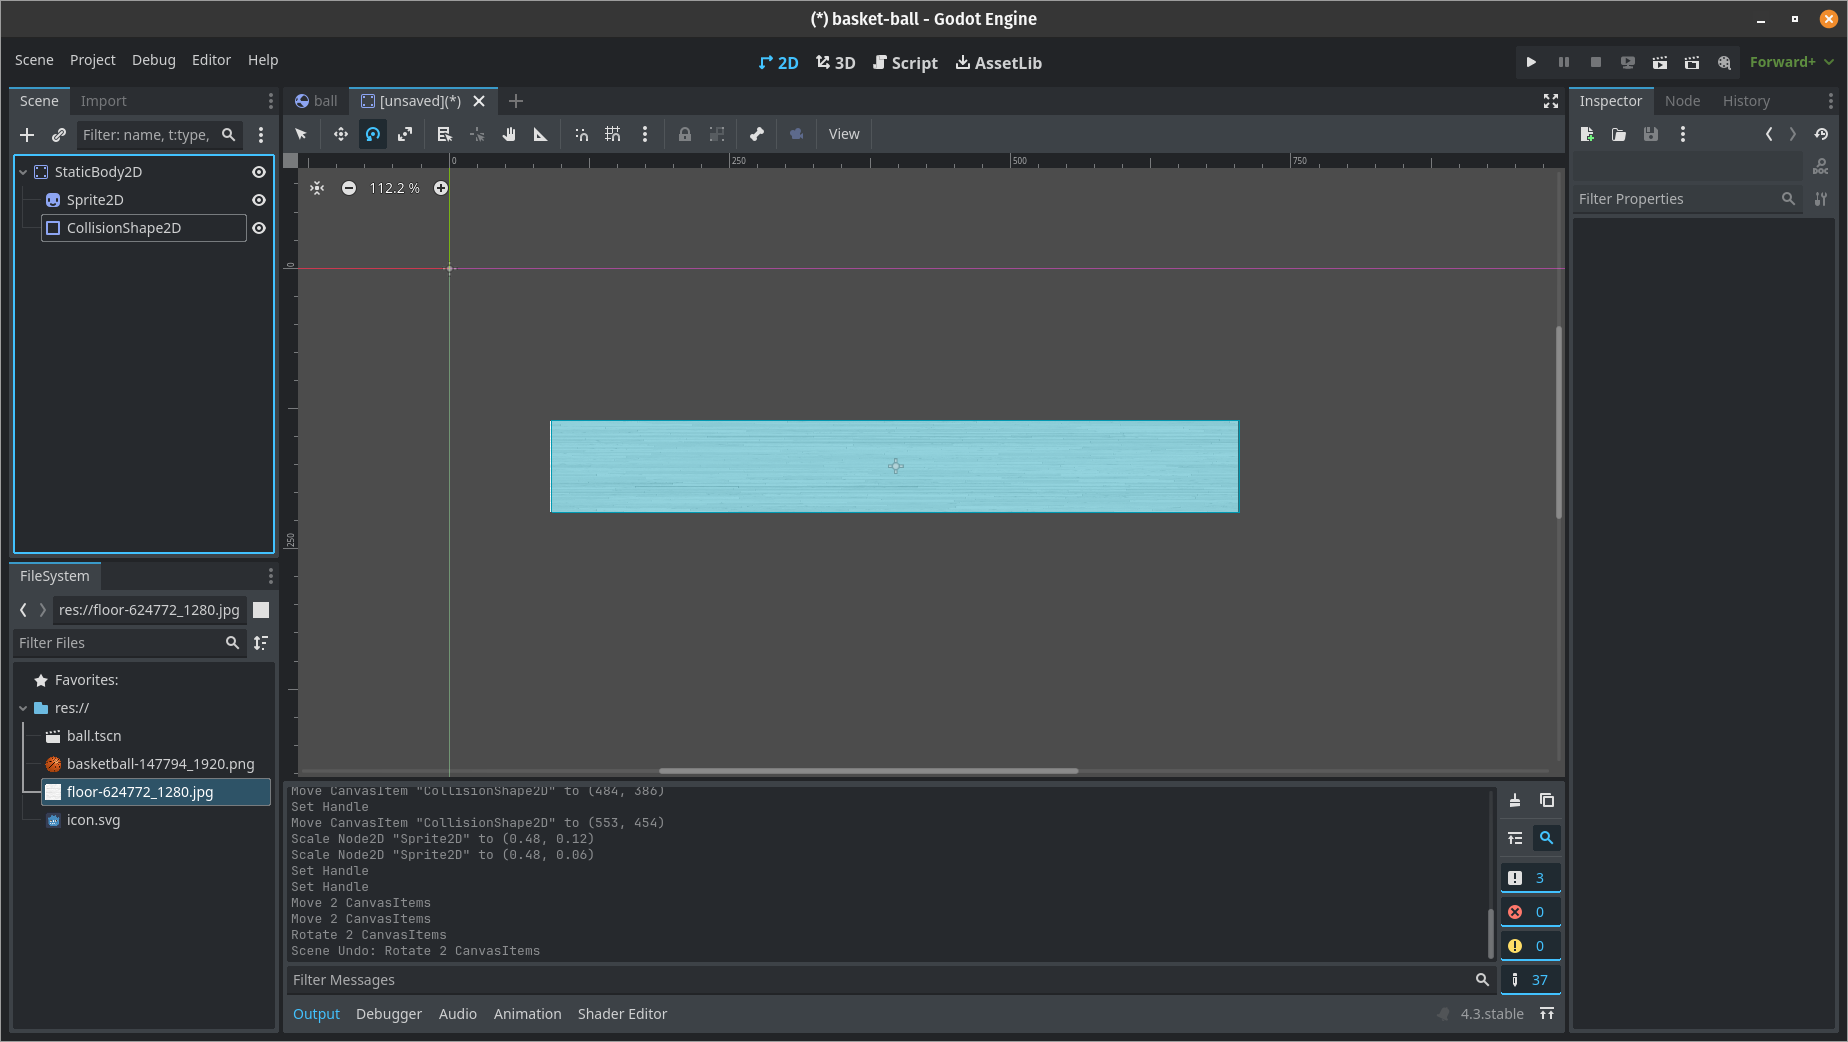 (*) basket-ball - Godot Engine
Scene Project Debug Editor Help
2D 3D Script AssetLib
Forward+
Scene Import
Filter: name, t:type,
StaticBody2D
Sprite2D
CollisionShape2D
FileSystem
res://floor-624772_1280.jpg
Filter Files
Favorites:
res://
ball.tscn
basketball-147794_1920.png
floor-624772_1280.jpg
icon.svg
ball [unsaved](*)
View
0 250 500 750
112.2 %
0
250
Move CanvasItem "CollisionShape2D" to (484, 386)
Set Handle
Move CanvasItem "CollisionShape2D" to (553, 454)
Scale Node2D "Sprite2D" to (0.48, 0.12)
Scale Node2D "Sprite2D" to (0.48, 0.06)
Set Handle
Set Handle
Move 2 CanvasItems
Move 2 CanvasItems
Rotate 2 CanvasItems
Scene Undo: Rotate 2 CanvasItems
3
0
0
37
Filter Messages
Output Debugger Audio Animation Shader Editor
4.3.stable
Inspector Node History
DOC
Filter Properties